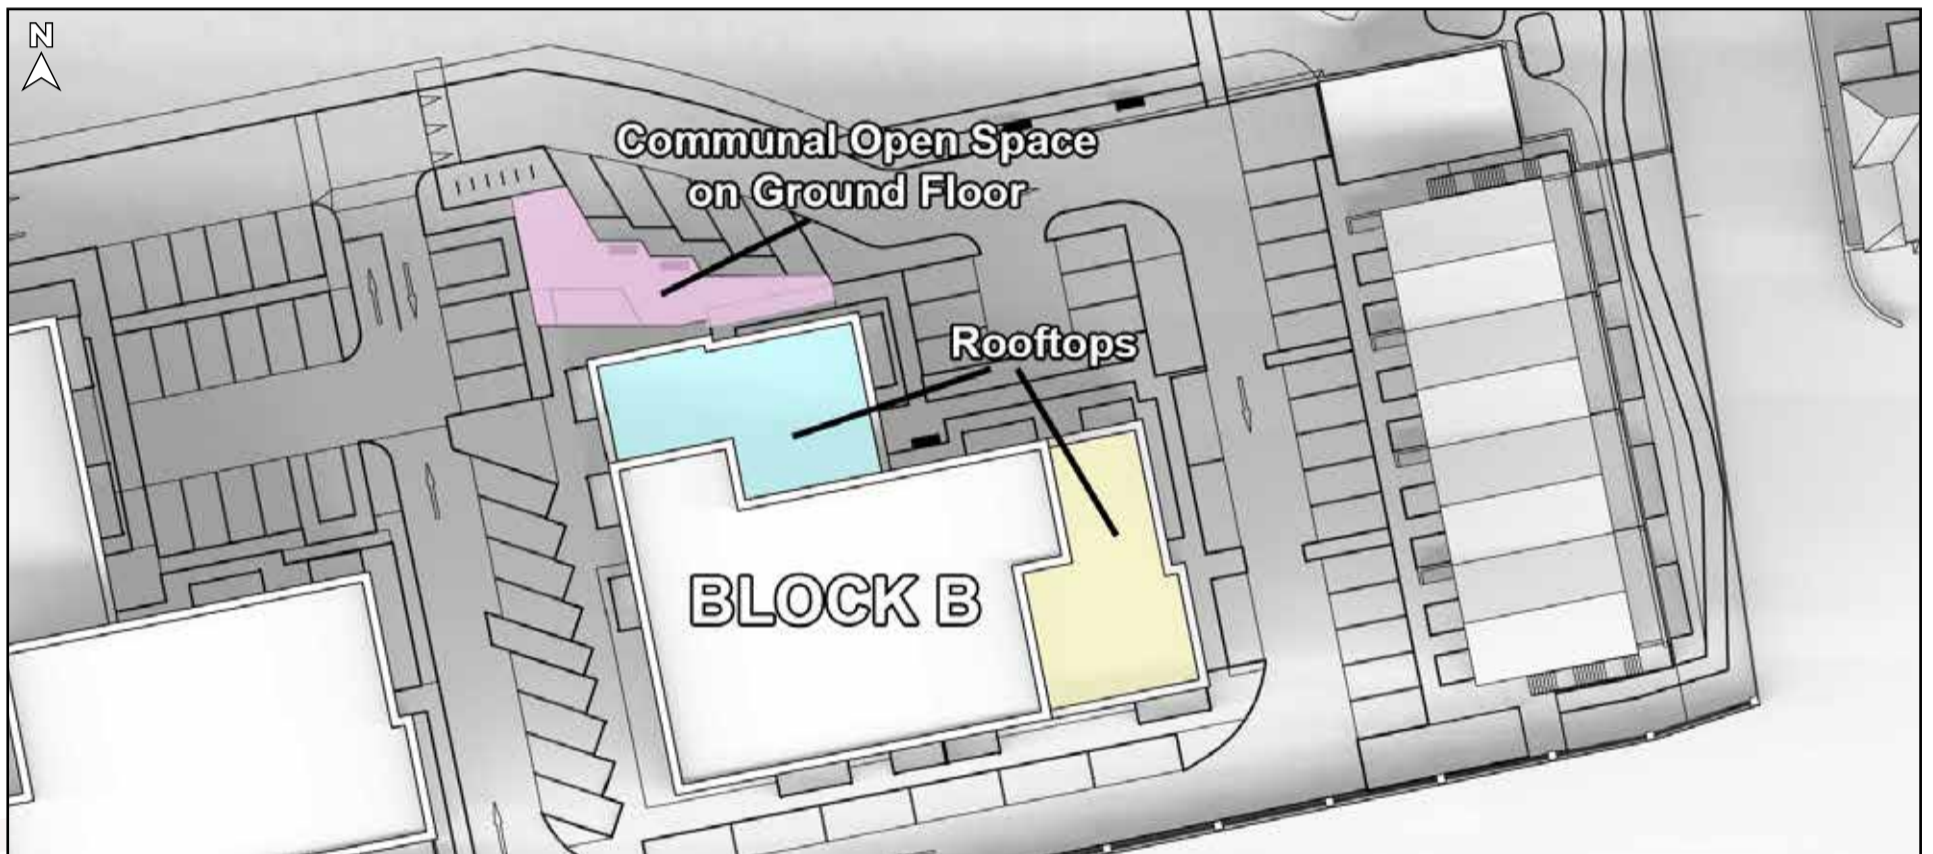 N
Communal Open Space
on Ground Floor
Rooftops
BLOCK B